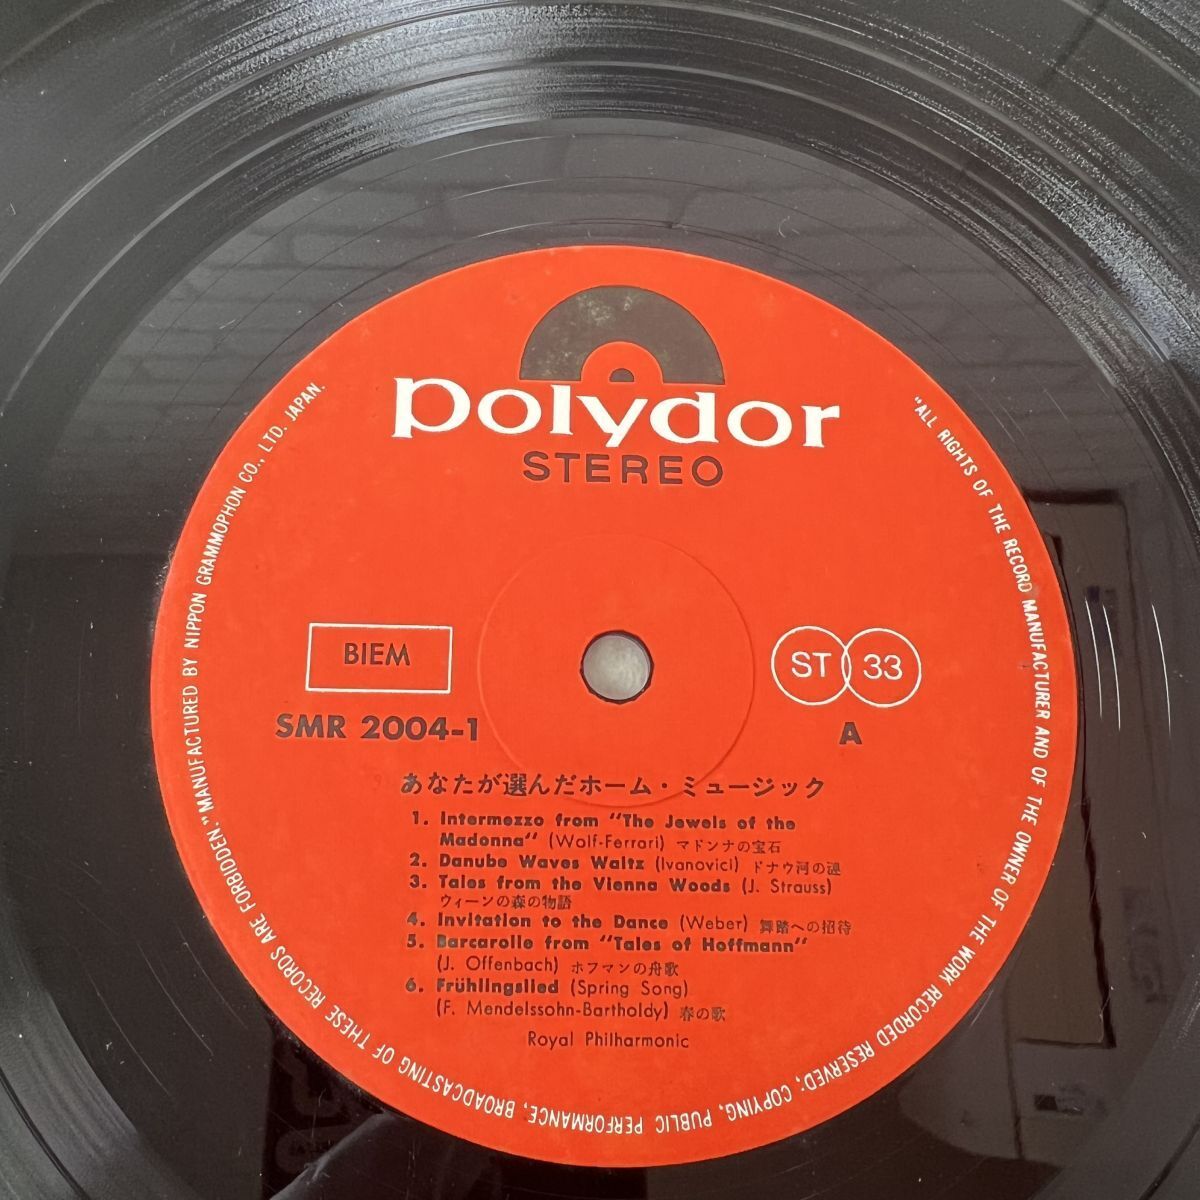 polydor
STEREO
BIEM
ST 33
SMR 2004-1
A
あなたが選んだホーム・ミュージック
1. Intermezzo from "The Jewels of the
Madonna" (Wolf-Ferrari) マドンナの宝石
2. Danube Waves Waltz (Ivanovici) ドナウ河の漣
3. Tales from the Vienna Woods (J. Strauss)
ウィーンの森の物語
4. Invitation to the Dance (Weber) 舞踏への招待
5. Barcarolle from "Tales of Hoffmann"
(J. Offenbach) ホフマンの舟歌
6. Frühlingslied (Spring Song)
(F. Mendelssohn-Bartholdy) 春の歌
Royal Philharmonic
"ALL RIGHTS OF THE RECORD MANUFACTURER AND OF THE OWNER OF THE WORK RECORDED RESERVED; COPYING, PUBLIC PERFORMANCE, BROADCASTING OF THESE RECORDS ARE FORBIDDEN." MANUFACTURED BY NIPPON GRAMMOPHON CO., LTD. JAPAN.